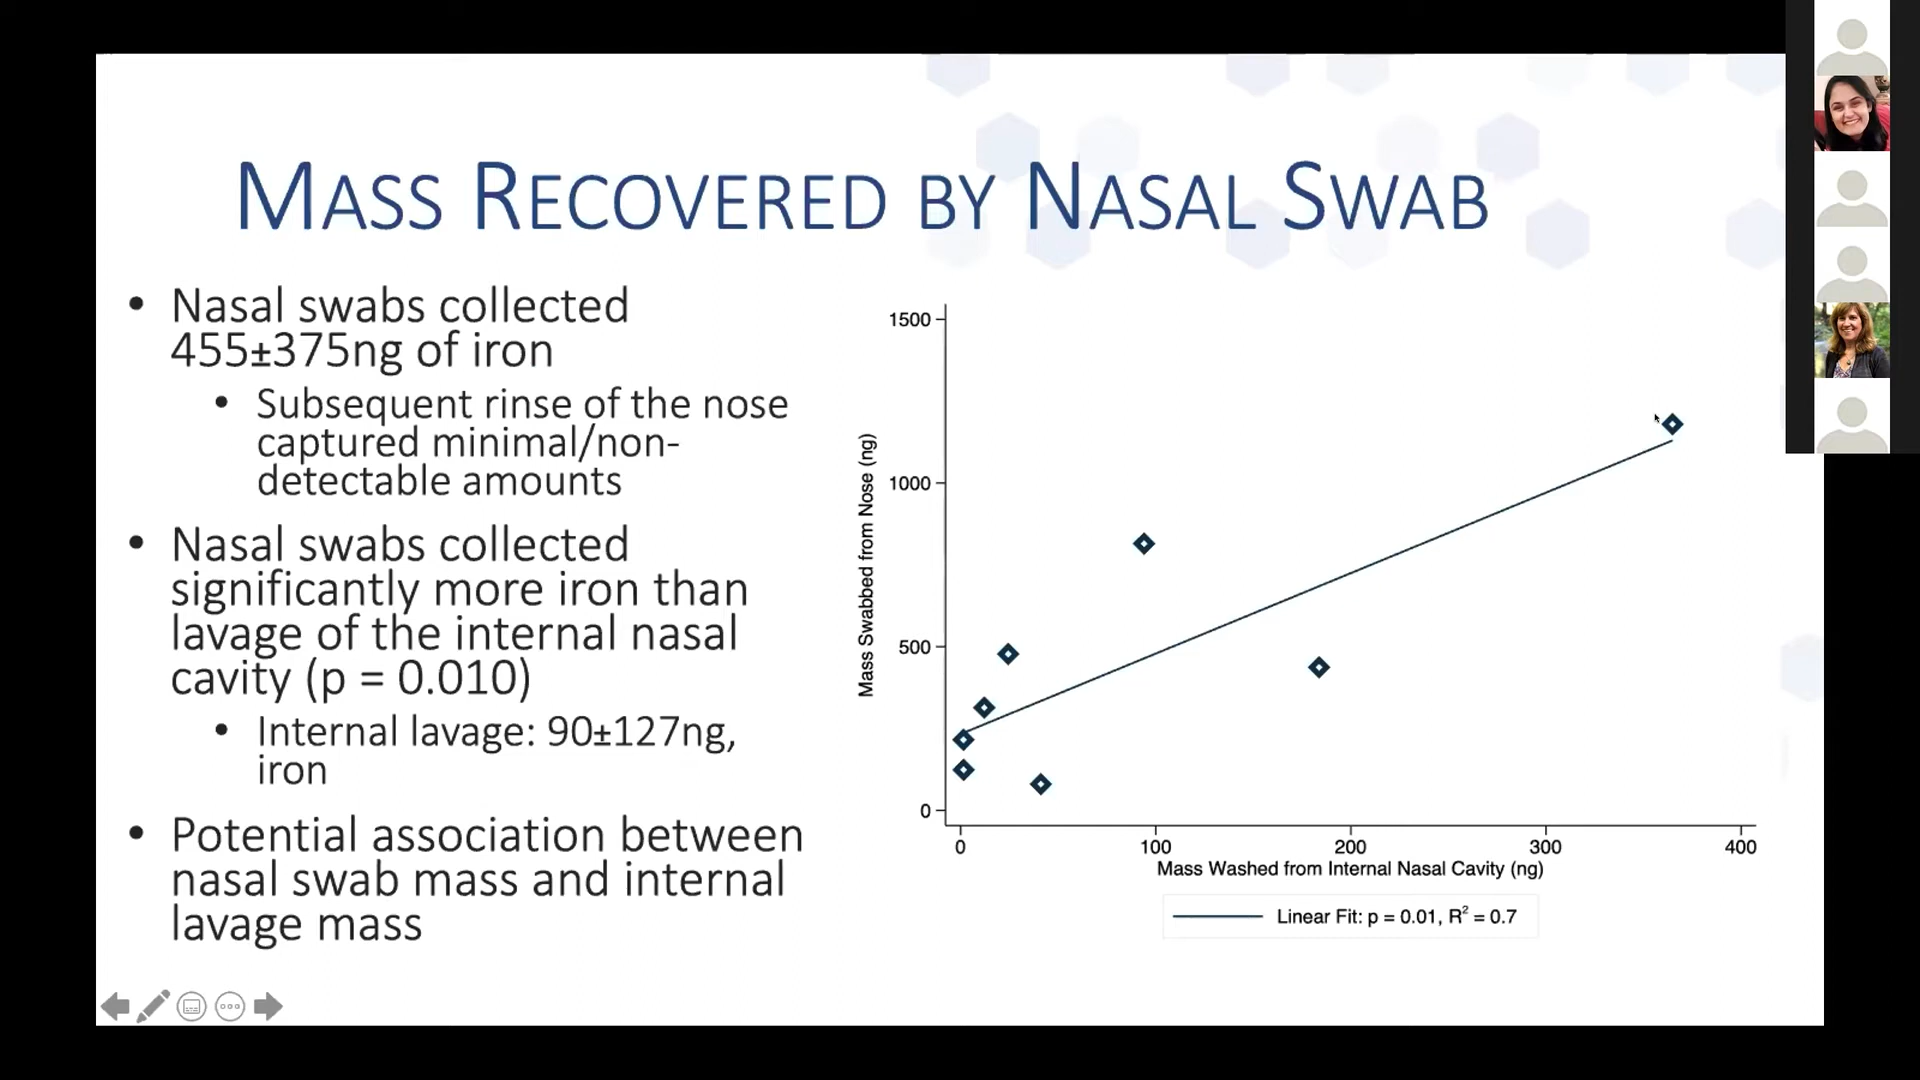 MASS RECOVERED BY NASAL SWAB
• Nasal swabs collected
455±375ng of iron
• Subsequent rinse of the nose
captured minimal/non-
detectable amounts
• Nasal swabs collected
significantly more iron than
lavage of the internal nasal
cavity (p = 0.010)
• Internal lavage: 90±127ng,
iron
• Potential association between
nasal swab mass and internal
lavage mass
Mass Swabbed from Nose (ng)
1500
1000
500
0
0 100 200 300 400
Mass Washed from Internal Nasal Cavity (ng)
Linear Fit: p = 0.01, R² = 0.7